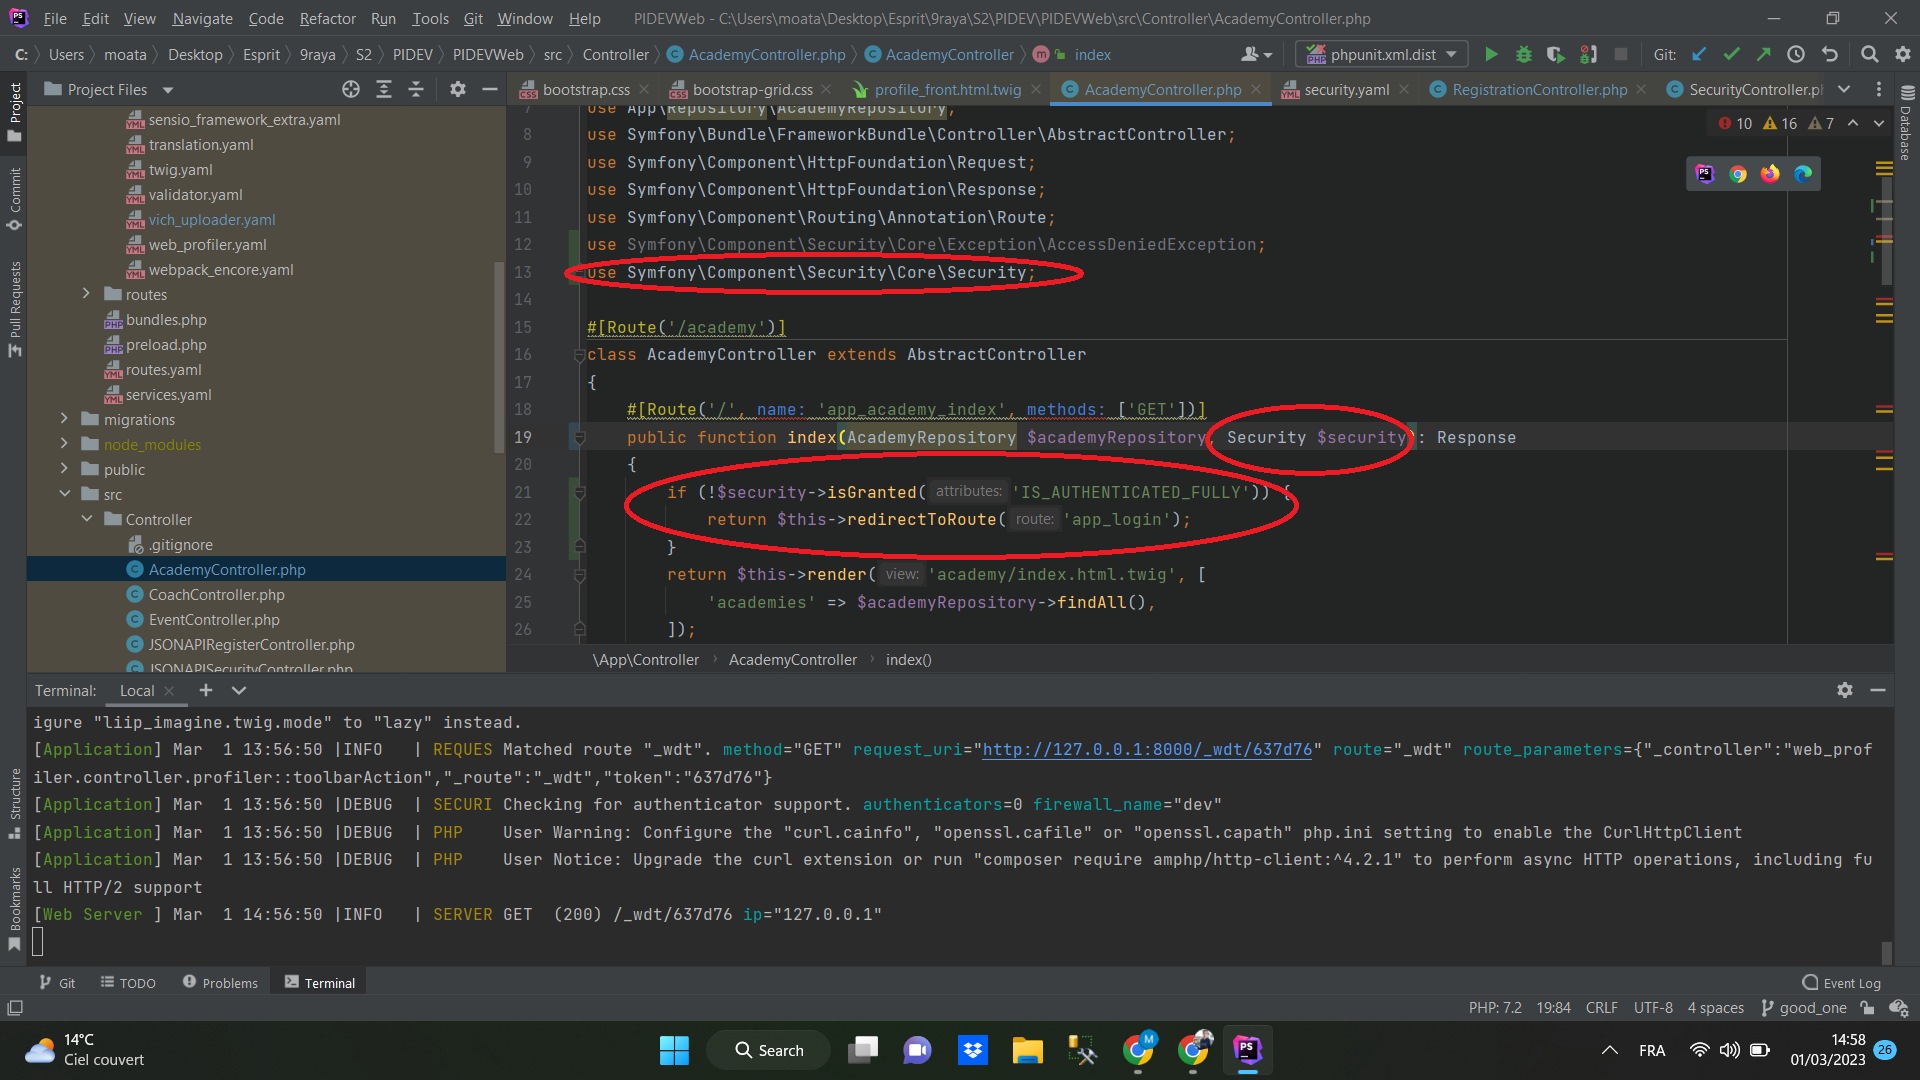 File Edit View Navigate Code Refactor Run Tools Git Window Help PIDEVWeb - C:\Users\moata\Desktop\Esprit\9raya\S2\PIDEV\PIDEVWeb\src\Controller\AcademyController.php
C: Users moata Desktop Esprit 9raya S2 PIDEV PIDEVWeb src Controller AcademyController.php AcademyController m index phpunit.xml.dist Git:
Project Files
bootstrap.css bootstrap-grid.css profile_front.html.twig AcademyController.php security.yaml RegistrationController.php SecurityController.p
Project
Commit
Pull Requests
Structure
Bookmarks
Database
sensio_framework_extra.yaml
translation.yaml
twig.yaml
validator.yaml
vich_uploader.yaml
web_profiler.yaml
webpack_encore.yaml
routes
bundles.php
preload.php
routes.yaml
services.yaml
migrations
node_modules
public
src
Controller
.gitignore
AcademyController.php
CoachController.php
EventController.php
JSONAPIRegisterController.php
JSONAPISecurityController.php
10 16 7
7 use App\Repository\AcademyRepository;
8 use Symfony\Bundle\FrameworkBundle\Controller\AbstractController;
9 use Symfony\Component\HttpFoundation\Request;
10 use Symfony\Component\HttpFoundation\Response;
11 use Symfony\Component\Routing\Annotation\Route;
12 use Symfony\Component\Security\Core\Exception\AccessDeniedException;
13 use Symfony\Component\Security\Core\Security;
14
15 #[Route('/academy')]
16 class AcademyController extends AbstractController
17 {
18 #[Route('/', name: 'app_academy_index', methods: ['GET'])]
19 public function index(AcademyRepository $academyRepository, Security $security): Response
20 {
21 if (!$security->isGranted( attributes: 'IS_AUTHENTICATED_FULLY')) {
22 return $this->redirectToRoute( route: 'app_login');
23 }
24 return $this->render( view: 'academy/index.html.twig', [
25 'academies' => $academyRepository->findAll(),
26 ]);
\App\Controller AcademyController index()
Terminal: Local
igure "liip_imagine.twig.mode" to "lazy" instead.
[Application] Mar 1 13:56:50 |INFO | REQUES Matched route "_wdt". method="GET" request_uri="http://127.0.0.1:8000/_wdt/637d76" route="_wdt" route_parameters={"_controller":"web_prof
iler.controller.profiler::toolbarAction","_route":"_wdt","token":"637d76"}
[Application] Mar 1 13:56:50 |DEBUG | SECURI Checking for authenticator support. authenticators=0 firewall_name="dev"
[Application] Mar 1 13:56:50 |DEBUG | PHP User Warning: Configure the "curl.cainfo", "openssl.cafile" or "openssl.capath" php.ini setting to enable the CurlHttpClient
[Application] Mar 1 13:56:50 |DEBUG | PHP User Notice: Upgrade the curl extension or run "composer require amphp/http-client:^4.2.1" to perform async HTTP operations, including fu
ll HTTP/2 support
[Web Server ] Mar 1 14:56:50 |INFO | SERVER GET (200) /_wdt/637d76 ip="127.0.0.1"
Git TODO Problems Terminal Event Log
PHP: 7.2 19:84 CRLF UTF-8 4 spaces good_one
14°C
Ciel couvert
Search
FRA
14:58
01/03/2023
26